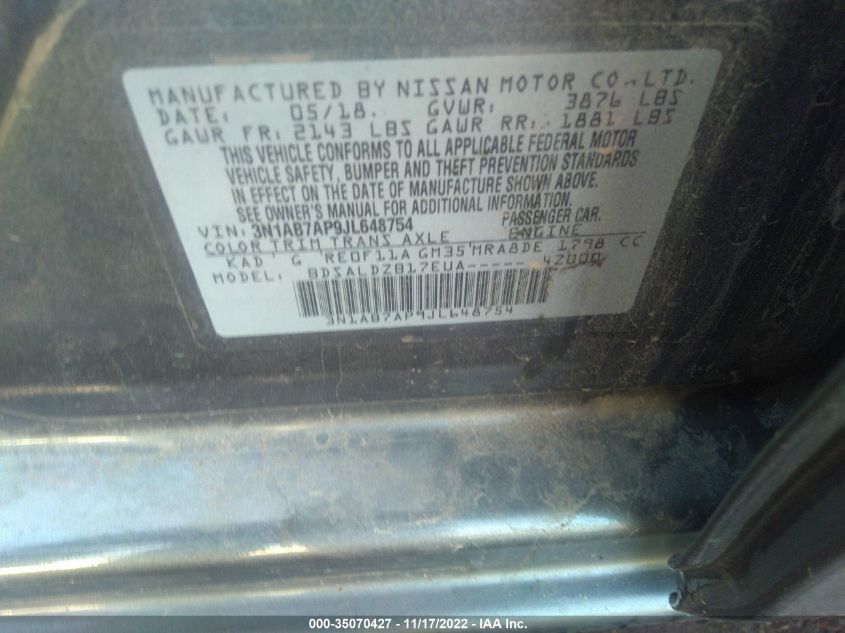 MANUFACTURED BY NISSAN MOTOR CO., LTD.
DATE: 05/18. GVWR: 3876 LBS
GAWR FR: 2143 LBS GAWR RR: 1881 LBS
THIS VEHICLE CONFORMS TO ALL APPLICABLE FEDERAL MOTOR
VEHICLE SAFETY, BUMPER AND THEFT PREVENTION STANDARDS
IN EFFECT ON THE DATE OF MANUFACTURE SHOWN ABOVE.
SEE OWNER'S MANUAL FOR ADDITIONAL INFORMATION.
VIN: 3N1AB7AP9JL648754 PASSENGER CAR.
COLOR TRIM TRANS AXLE ENGINE
KAD G RE0F11A GM35 MRA8DE 1798 CC
MODEL: BDSALDZB17EUA----- 4Z000
3N1AB7AP9JL648754
000-35070427 - 11/17/2022 - IAA Inc.